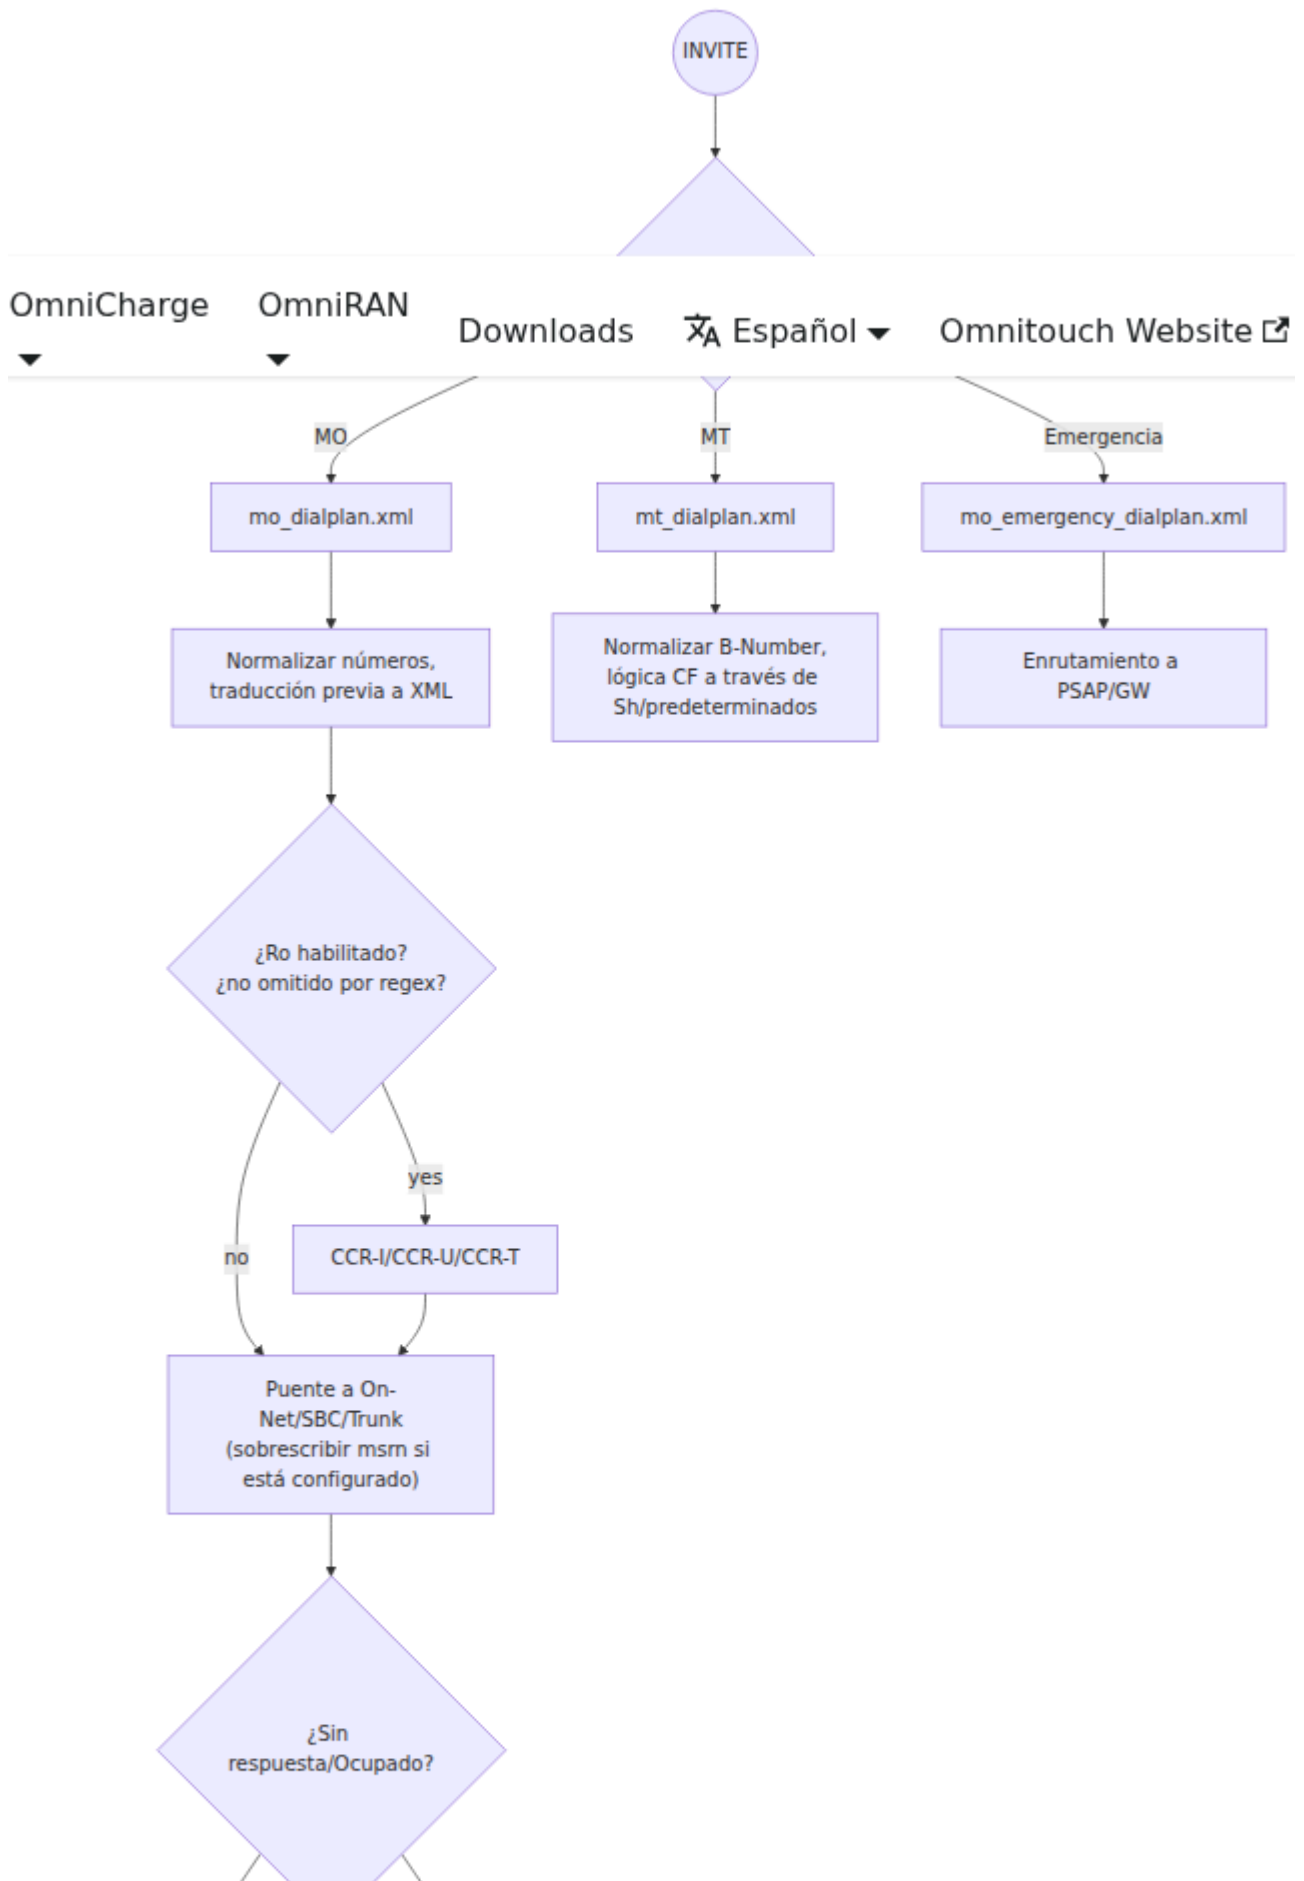 INVITE
OmniCharge
OmniRAN
Downloads
Español
Omnitouch Website
MO
MT
Emergencia
mo_dialplan.xml
mt_dialplan.xml
mo_emergency_dialplan.xml
Normalizar números,
traducción previa a XML
Normalizar B-Number,
lógica CF a través de
Sh/predeterminados
Enrutamiento a
PSAP/GW
¿Ro habilitado?
¿no omitido por regex?
yes
no
CCR-I/CCR-U/CCR-T
Puente a On-
Net/SBC/Trunk
(sobrescribir msrn si
está configurado)
¿Sin
respuesta/Ocupado?